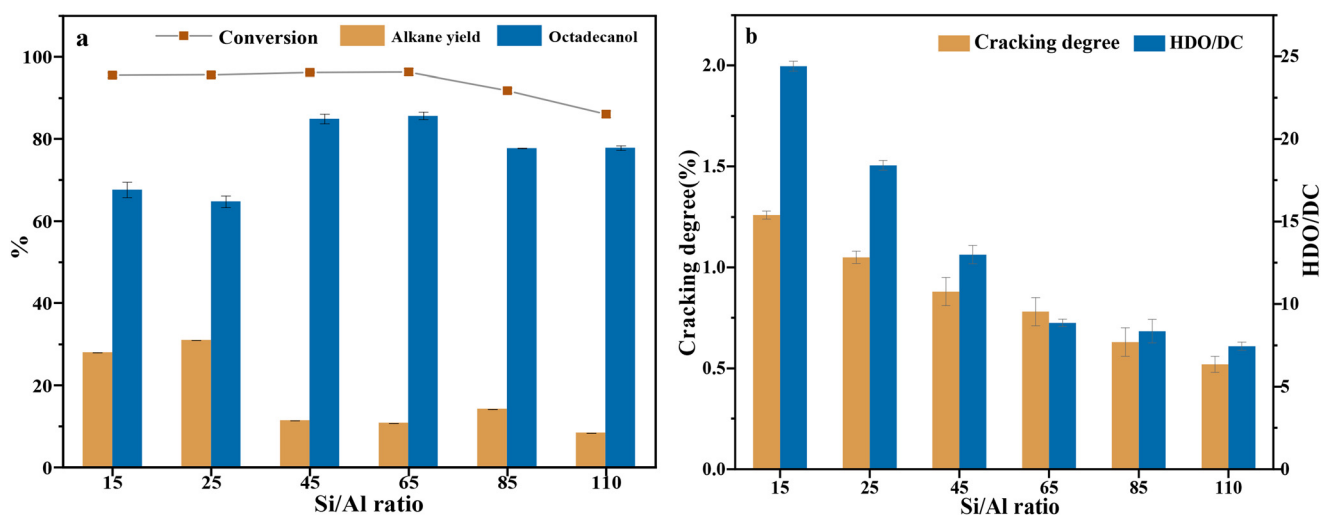 a
Conversion
Alkane yield
Octadecanol
100
80
60
40
20
0
%
15
25
45
65
85
110
Si/Al ratio
b
Cracking degree
HDO/DC
2.0
1.5
1.0
0.5
0.0
Cracking degree(%)
25
20
15
10
5
0
HDO/DC
15
25
45
65
85
110
Si/Al ratio